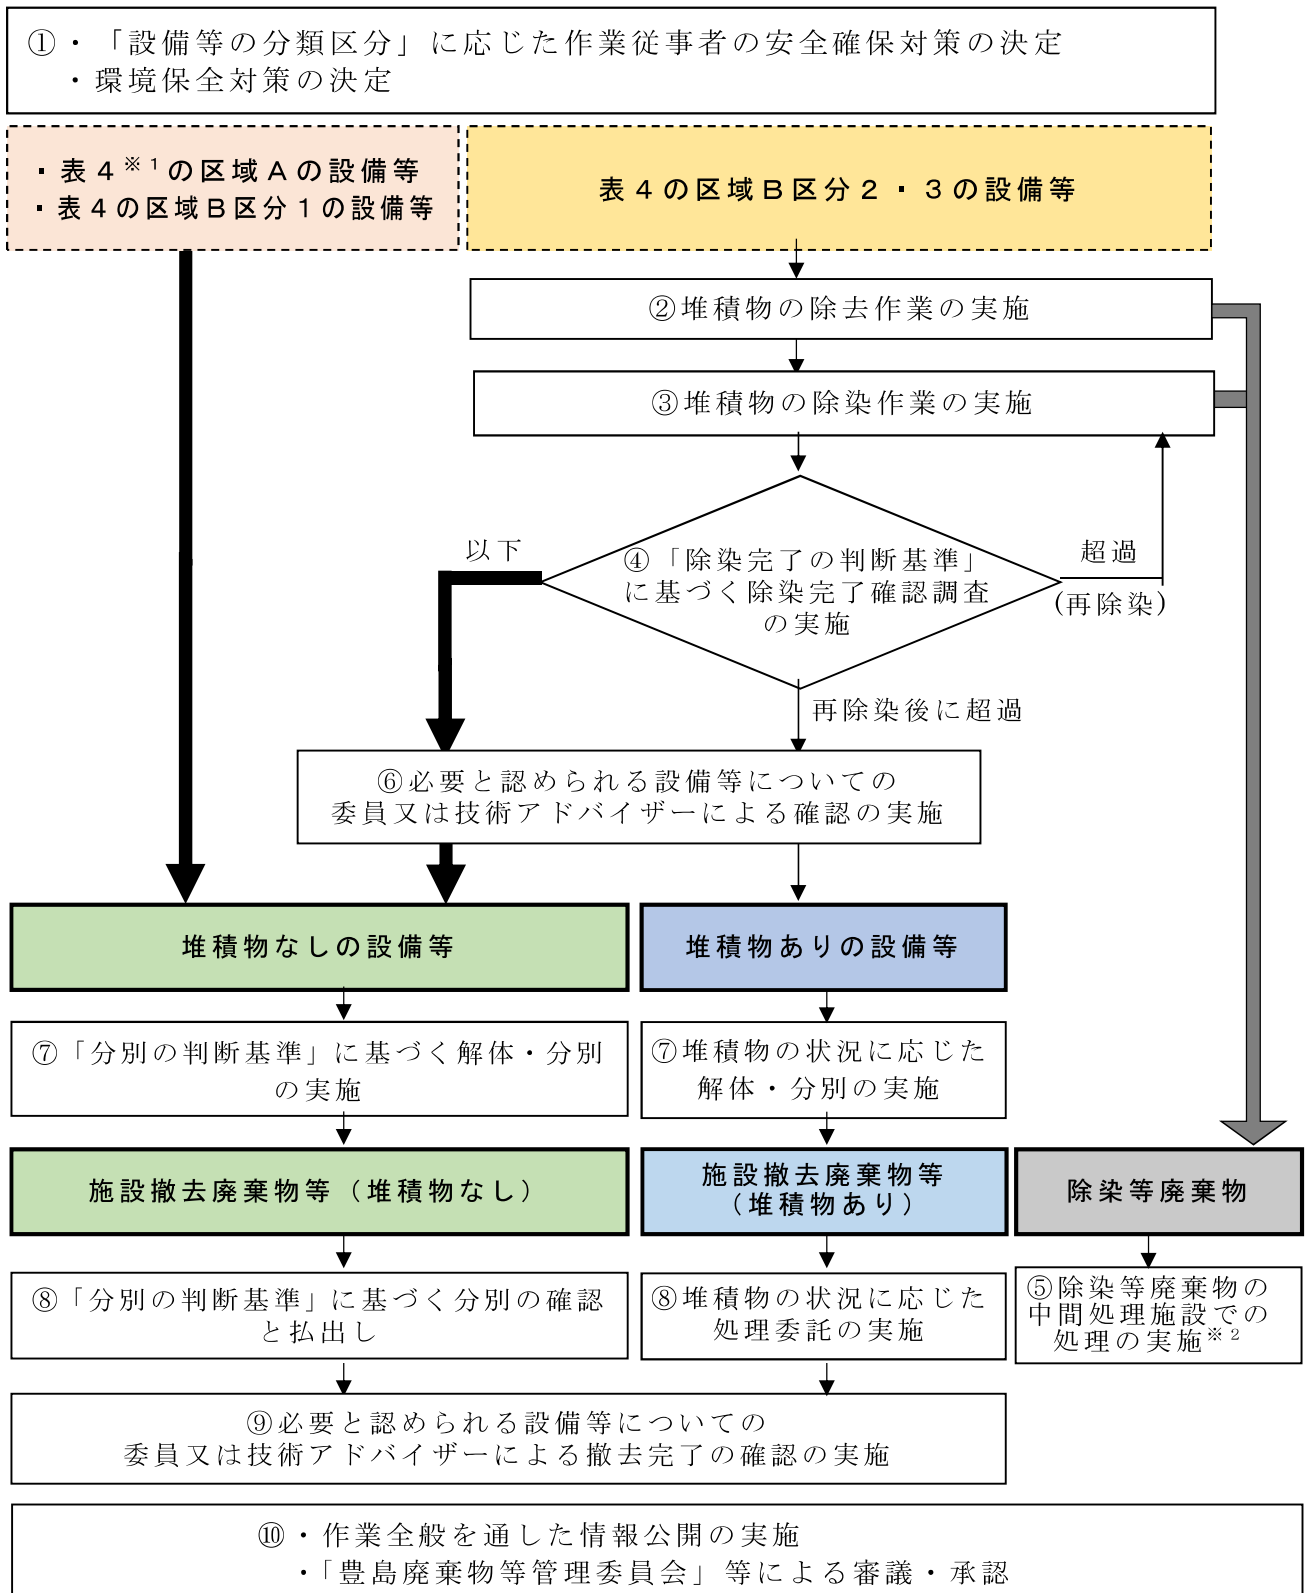 ①・「設備等の分類区分」に応じた作業従事者の安全確保対策の決定
・環境保全対策の決定
・表４※１の区域Ａの設備等
・表４の区域Ｂ区分１の設備等
表４の区域Ｂ区分２・３の設備等
②堆積物の除去作業の実施
③堆積物の除染作業の実施
④「除染完了の判断基準」
に基づく除染完了確認調査
の実施
以下
超過
(再除染)
再除染後に超過
⑥必要と認められる設備等についての
委員又は技術アドバイザーによる確認の実施
堆積物なしの設備等
堆積物ありの設備等
⑦「分別の判断基準」に基づく解体・分別
の実施
⑦堆積物の状況に応じた
解体・分別の実施
施設撤去廃棄物等（堆積物なし）
施設撤去廃棄物等
（堆積物あり）
除染等廃棄物
⑧「分別の判断基準」に基づく分別の確認
と払出し
⑧堆積物の状況に応じた
処理委託の実施
⑤除染等廃棄物の
中間処理施設での
処理の実施※２
⑨必要と認められる設備等についての
委員又は技術アドバイザーによる撤去完了の確認の実施
⑩・作業全般を通した情報公開の実施
・「豊島廃棄物等管理委員会」等による審議・承認